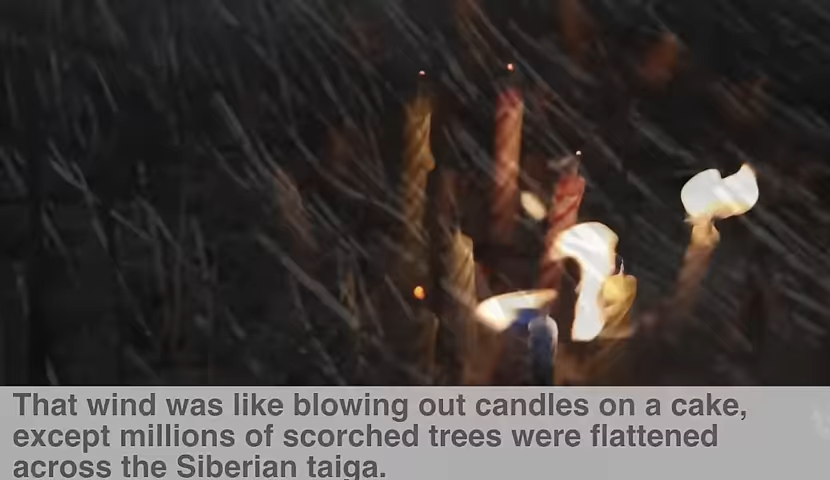 That wind was like blowing out candles on a cake,
except millions of scorched trees were flattened
across the Siberian taiga.